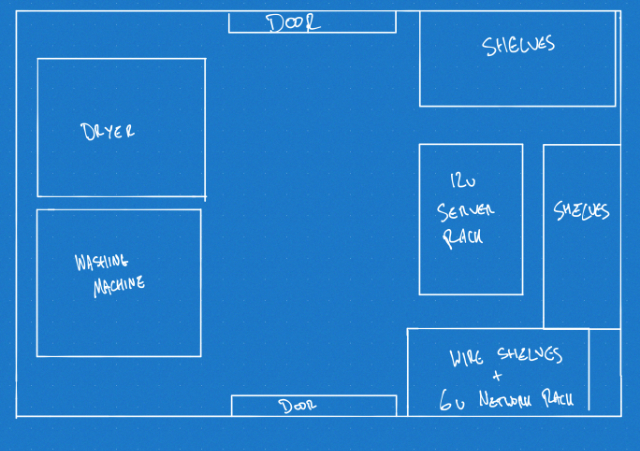 DOOR
SHELVES
DRYER
12U
SERVER
RACK
SHELVES
WASHING
MACHINE
WIRE SHELVES
+
6U NETWORK RACK
DOOR